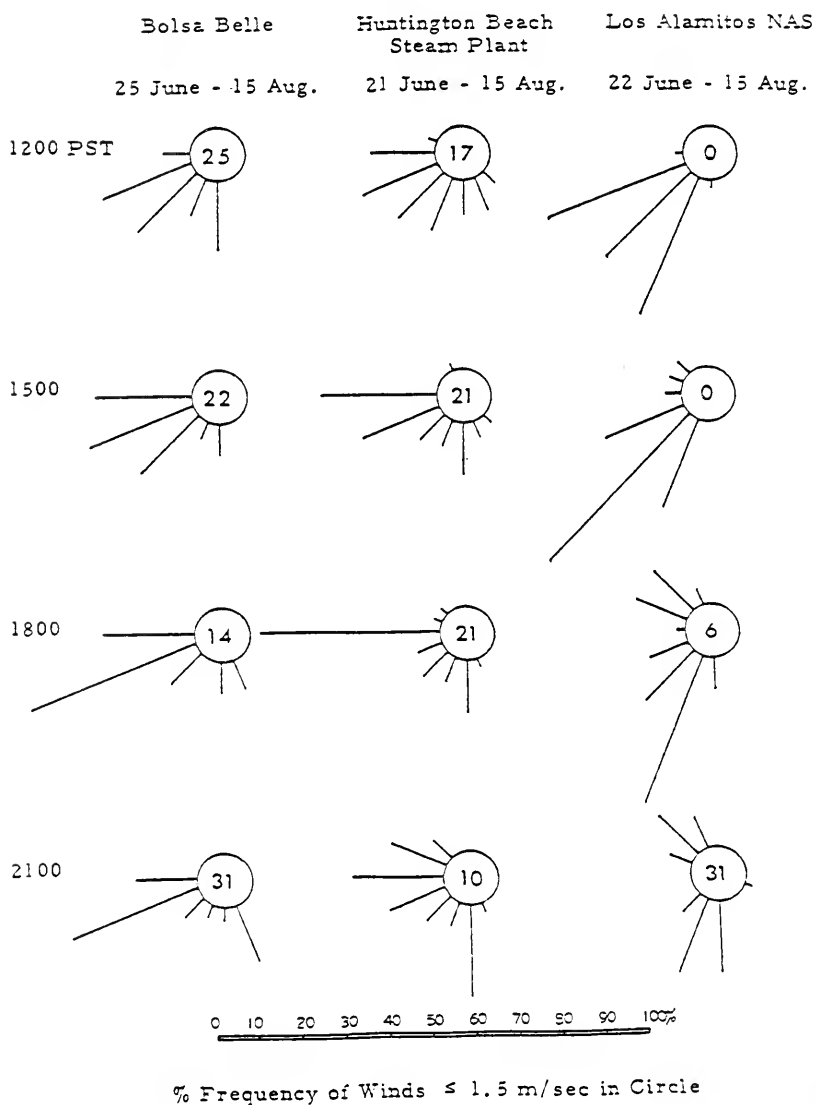 Bolsa Belle Huntington Beach Los Alamitos NAS
Steam Plant
25 June - 15 Aug. 21 June - 15 Aug. 22 June - 15 Aug.
1200 PST 25 17 0
1500 22 21 0
1800 14 21 6
2100 31 10 31
0 10 20 30 40 50 60 70 80 90 100%
% Frequency of Winds ≤ 1.5 m/sec in Circle